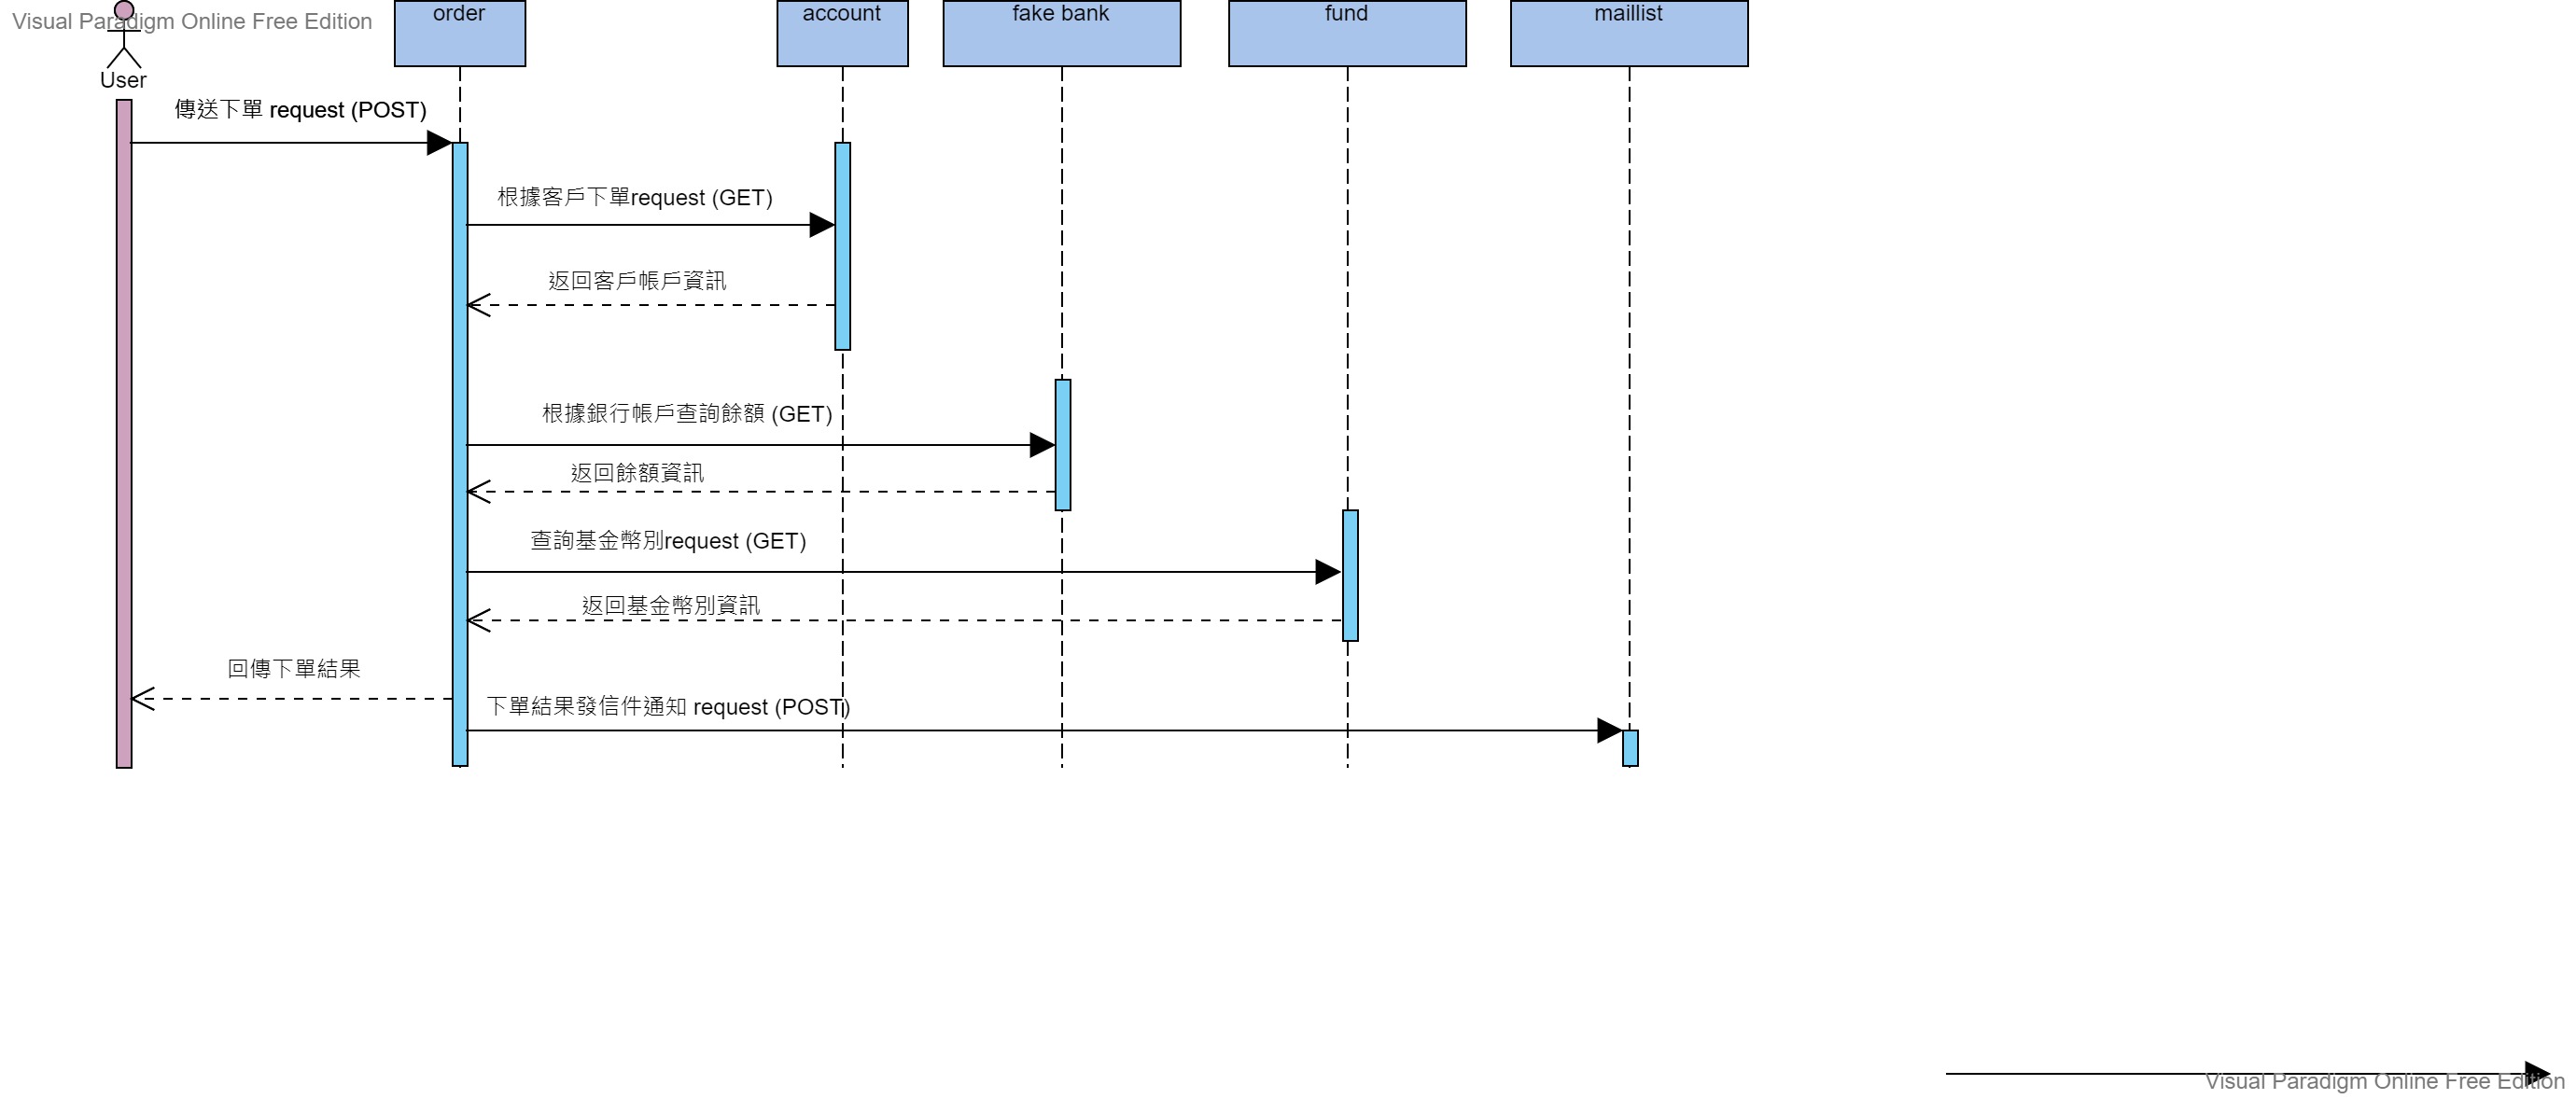 Visual Paradigm Online Free Edition
User
order
account
fake bank
fund
maillist
傳送下單 request (POST)
根據客戶下單request (GET)
返回客戶帳戶資訊
根據銀行帳戶查詢餘額 (GET)
返回餘額資訊
查詢基金幣別request (GET)
返回基金幣別資訊
回傳下單結果
下單結果發信件通知 request (POST)
Visual Paradigm Online Free Edition